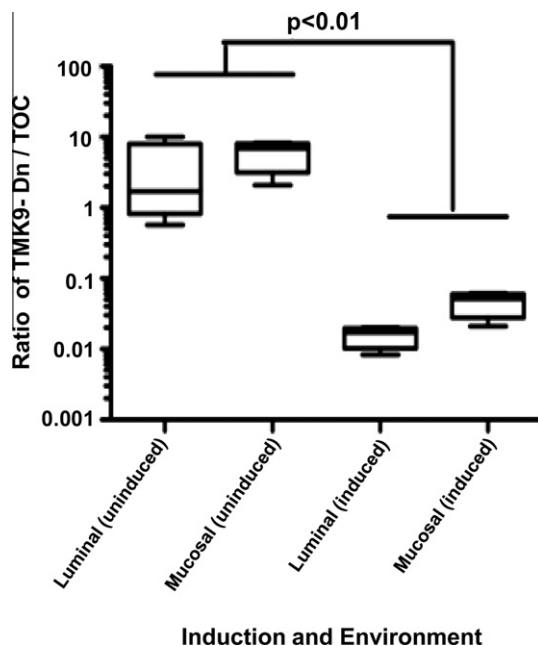 p<0.01
Ratio of TMK9- Dn / TOC
100
10
1
0.1
0.01
0.001
Luminal (uninduced)
Mucosal (uninduced)
Luminal (induced)
Mucosal (induced)
Induction and Environment